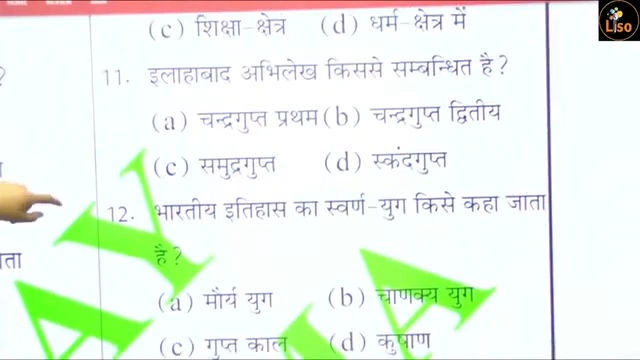 Liso
(c) शिक्षा-क्षेत्र (d) धर्म-क्षेत्र में
?
11. इलाहाबाद अभिलेख किससे सम्बन्धित है?
(a) चन्द्रगुप्त प्रथम (b) चन्द्रगुप्त द्वितीय
(c) समुद्रगुप्त (d) स्कंदगुप्त
12. भारतीय इतिहास का स्वर्ण-युग किसे कहा जाता
ता
है?
(a) मौर्य युग (b) चाणक्य युग
(c) गुप्त काल (d) कुषाण